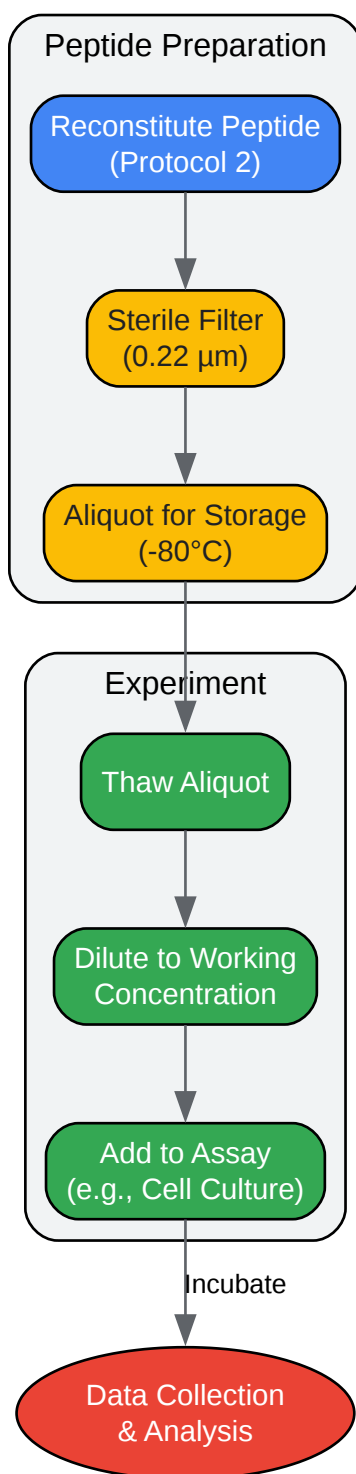 Peptide Preparation
Reconstitute Peptide
(Protocol 2)
Sterile Filter
(0.22 µm)
Aliquot for Storage
(-80°C)
Experiment
Thaw Aliquot
Dilute to Working
Concentration
Add to Assay
(e.g., Cell Culture)
Incubate
Data Collection
& Analysis